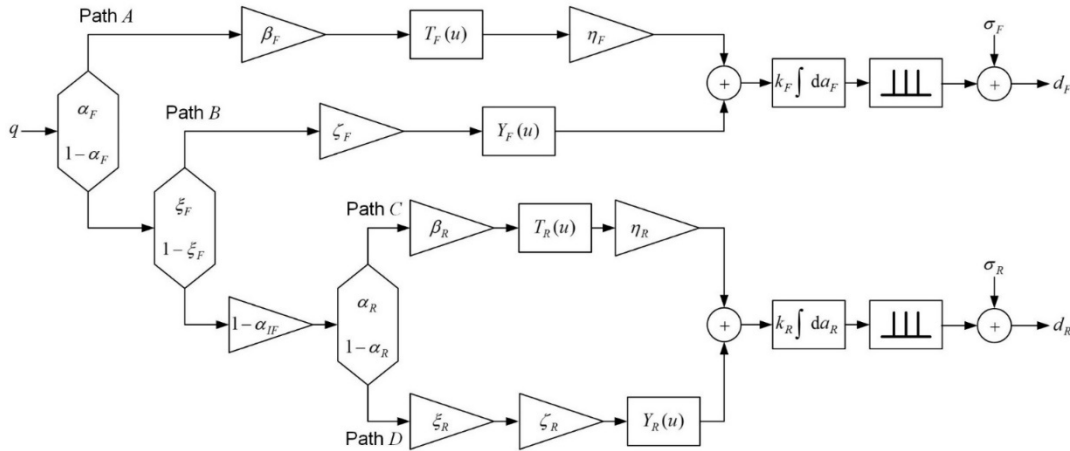 Path A
β_F
T_F(u)
η_F
σ_F
+
k_F ∫ da_F
+
d_F
q
α_F
1−α_F
Path B
ζ_F
Y_F(u)
ξ_F
1−ξ_F
Path C
β_R
T_R(u)
η_R
1−α_IF
α_R
1−α_R
σ_R
+
k_R ∫ da_R
+
d_R
Path D
ξ_R
ζ_R
Y_R(u)